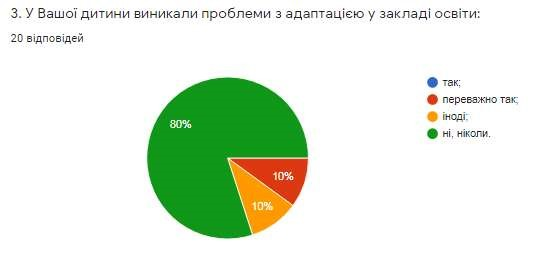 3. У Вашої дитини виникали проблеми з адаптацією у закладі освіти:
20 відповідей
так;
переважно так;
іноді;
ні, ніколи.
80%
10%
10%